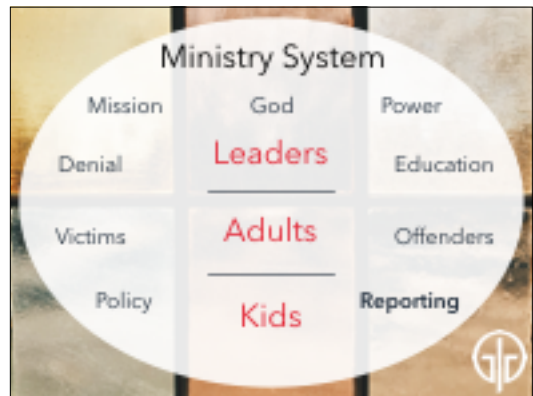 Ministry System
Mission God Power
Leaders
Denial Education
Adults
Victims Offenders
Policy Reporting
Kids